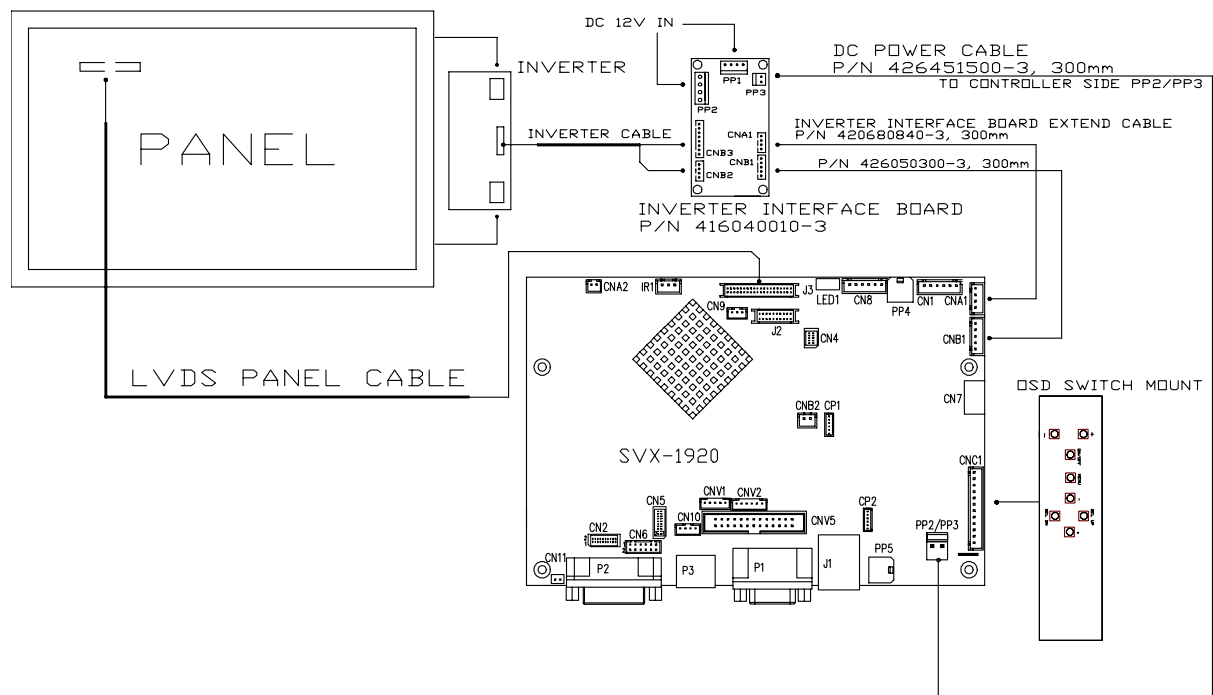 DC 12V IN
DC POWER CABLE
P/N 426451500-3, 300mm
TO CONTROLLER SIDE PP2/PP3
INVERTER
PP1
PP3
PP2
PANEL
INVERTER CABLE
CNA1
CNB3
CNB1
CNB2
INVERTER INTERFACE BOARD EXTEND CABLE
P/N 420680840-3, 300mm
P/N 426050300-3, 300mm
INVERTER INTERFACE BOARD
P/N 416040010-3
CNA2
IR1
J3
LED1
CN8
PP4
CN1
CNA1
CN9
J2
CN4
CNB1
LVDS PANEL CABLE
OSD SWITCH MOUNT
CN7
CNB2
CP1
SVX-1920
CNC1
CNV1
CNV2
CN5
CN10
CNV5
CP2
CN2
CN6
PP2/PP3
CN11
P2
P3
P1
J1
PP5
- +
MENU
-
+